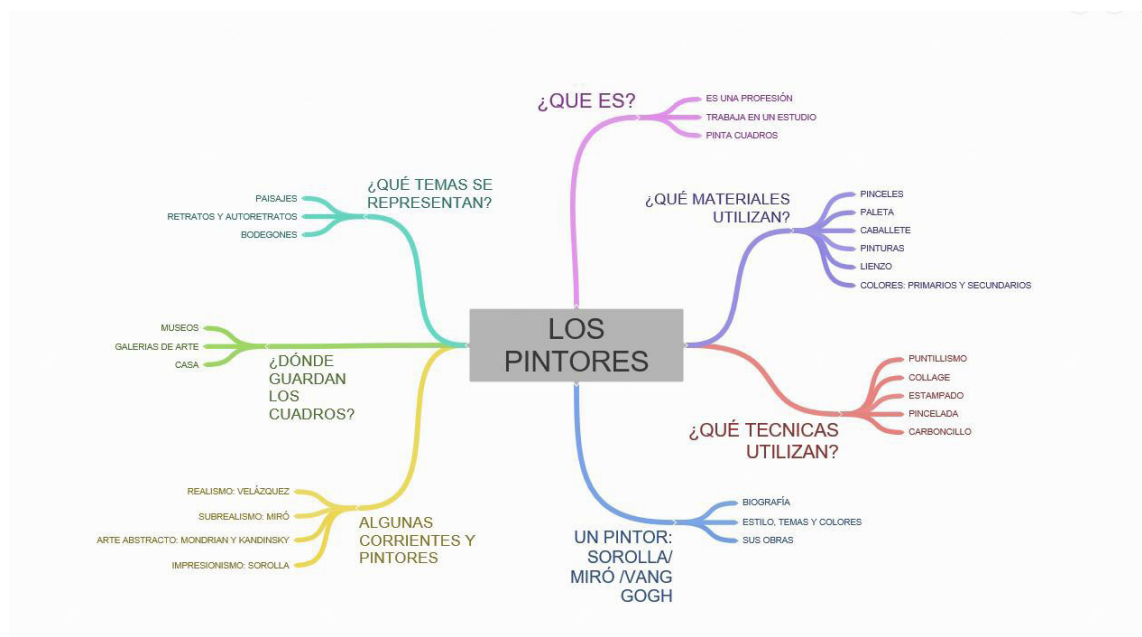 ¿QUE ES?
ES UNA PROFESIÓN
TRABAJA EN UN ESTUDIO
PINTA CUADROS
¿QUÉ TEMAS SE
REPRESENTAN?
PAISAJES
RETRATOS Y AUTORETRATOS
BODEGONES
¿QUÉ MATERIALES
UTILIZAN?
PINCELES
PALETA
CABALLETE
PINTURAS
LIENZO
COLORES: PRIMARIOS Y SECUNDARIOS
LOS
PINTORES
MUSEOS
GALERIAS DE ARTE
CASA
¿DÓNDE
GUARDAN
LOS
CUADROS?
PUNTILLISMO
COLLAGE
ESTAMPADO
PINCELADA
CARBONCILLO
¿QUÉ TECNICAS
UTILIZAN?
REALISMO: VELÁZQUEZ
SUBREALISMO: MIRÓ
ARTE ABSTRACTO: MONDRIAN Y KANDINSKY
IMPRESIONISMO: SOROLLA
ALGUNAS
CORRIENTES Y
PINTORES
UN PINTOR:
SOROLLA/
MIRÓ /VANG
GOGH
BIOGRAFÍA
ESTILO, TEMAS Y COLORES
SUS OBRAS